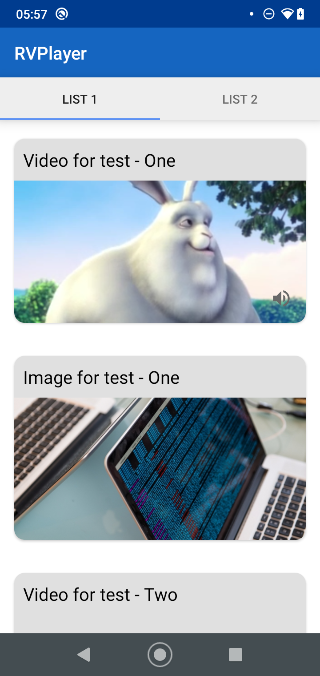 05:57
RVPlayer
LIST 1
LIST 2
Video for test - One
Image for test - One
Video for test - Two